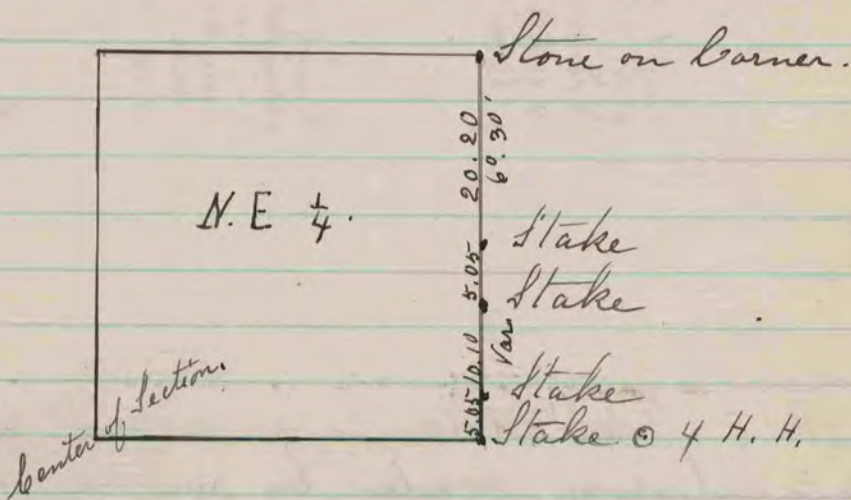 Stone on Corner.
20.20
6°.30'
N. E ¼.
Stake
5.05
Stake
Var.
10.10
Stake
5.05
Stake ⊙ 4 H. H.
Center of Section.